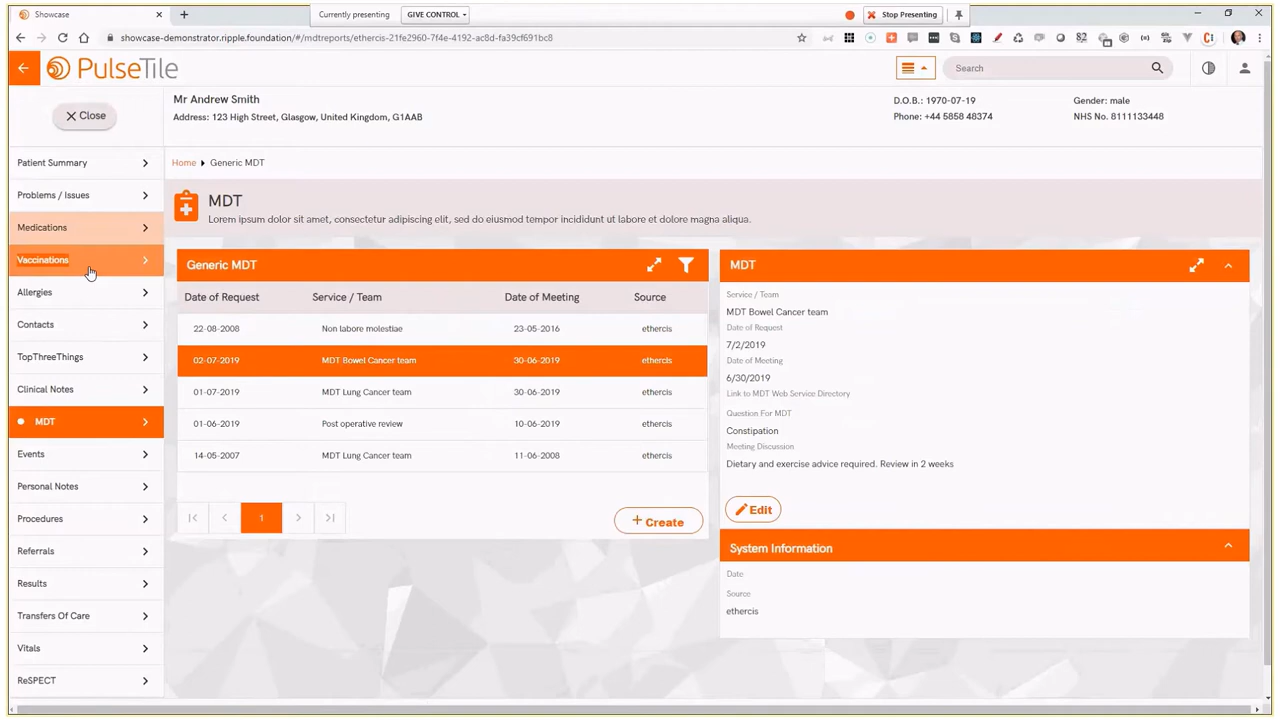 Showcase
Currently presenting
GIVE CONTROL
Stop Presenting
showcase-demonstrator.ripple.foundation/#/mdtreports/ethercis-21fe2960-7f4e-4192-ac8d-fa39cf691bc8
PulseTile
Search
Close
Mr Andrew Smith
Address: 123 High Street, Glasgow, United Kingdom, G1AAB
D.O.B.: 1970-07-19
Phone: +44 5858 48374
Gender: male
NHS No. 8111133448
Patient Summary
Problems / Issues
Medications
Vaccinations
Allergies
Contacts
TopThreeThings
Clinical Notes
MDT
Events
Personal Notes
Procedures
Referrals
Results
Transfers Of Care
Vitals
ReSPECT
Home Generic MDT
MDT
Lorem ipsum dolor sit amet, consectetur adipiscing elit, sed do eiusmod tempor incididunt ut labore et dolore magna aliqua.
Generic MDT
Date of Request Service / Team Date of Meeting Source
22-08-2008 Non labore molestiae 23-05-2016 ethercis
02-07-2019 MDT Bowel Cancer team 30-06-2019 ethercis
01-07-2019 MDT Lung Cancer team 30-06-2019 ethercis
01-06-2019 Post operative review 10-06-2019 ethercis
14-05-2007 MDT Lung Cancer team 11-06-2008 ethercis
1
+ Create
MDT
Service / Team
MDT Bowel Cancer team
Date of Request
7/2/2019
Date of Meeting
6/30/2019
Link to MDT Web Service Directory
Question For MDT
Constipation
Meeting Discussion
Dietary and exercise advice required. Review in 2 weeks
Edit
System Information
Date
Source
ethercis